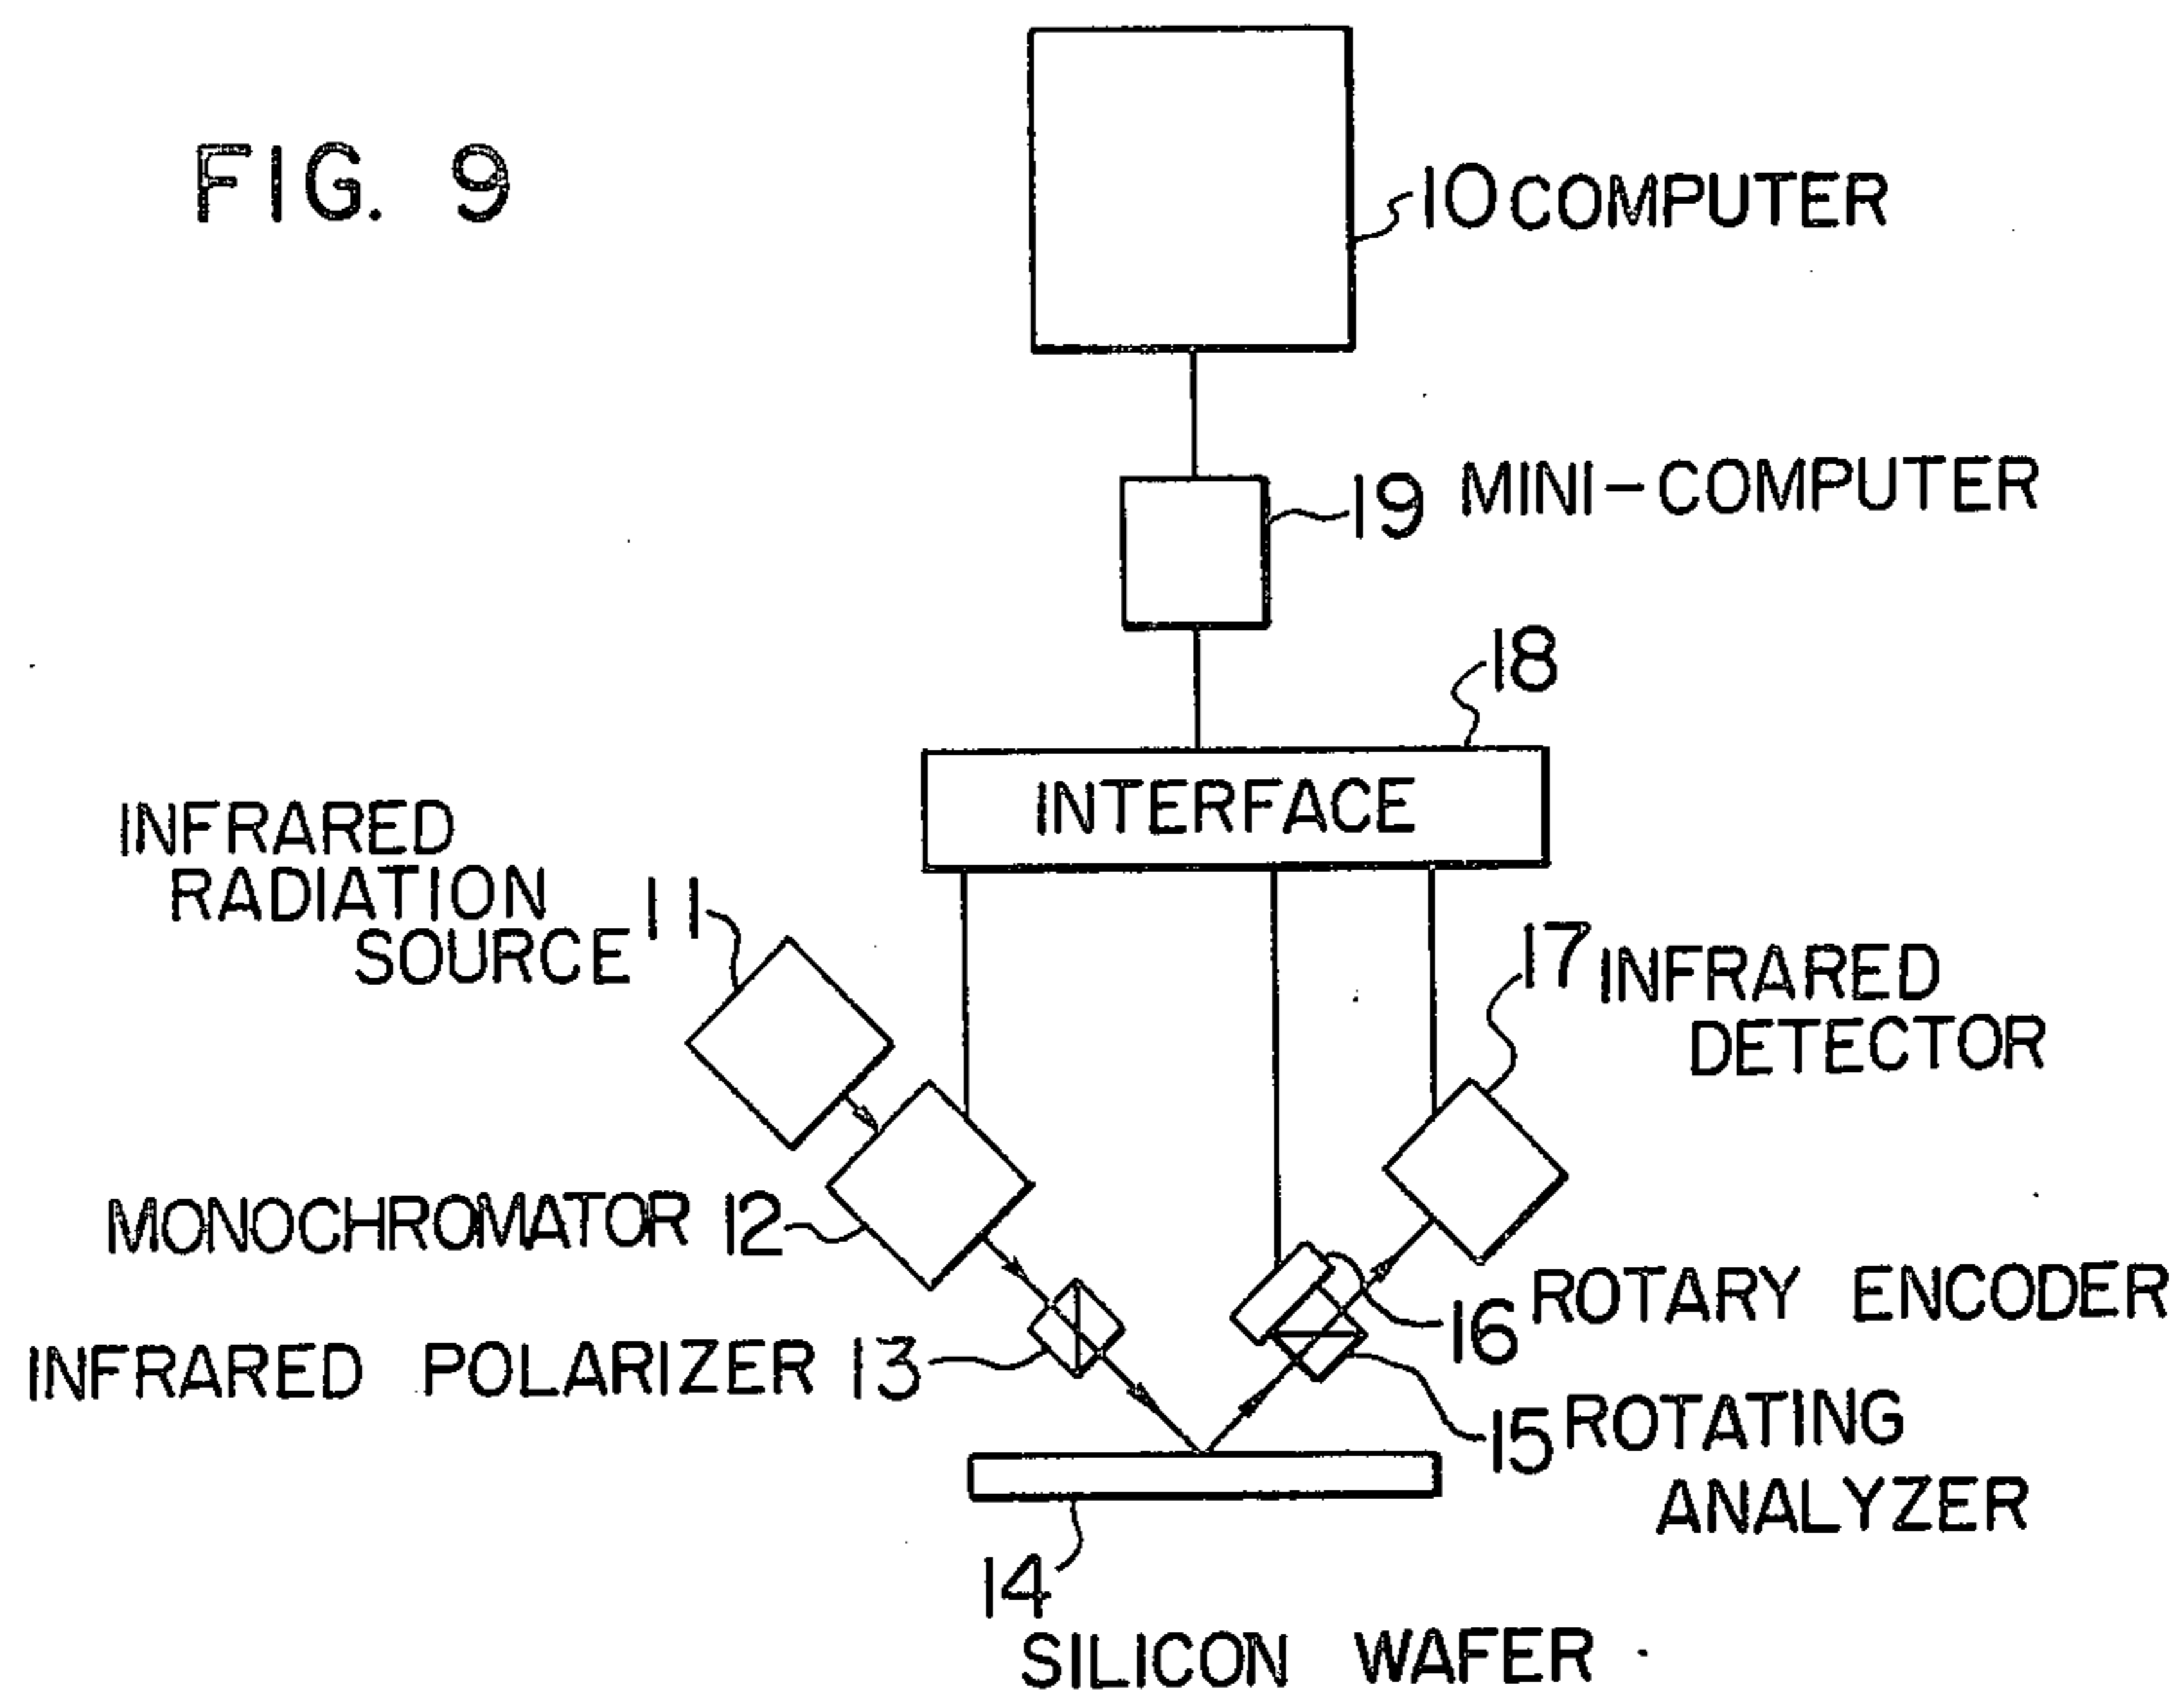 FIG. 9
10 COMPUTER
19 MINI-COMPUTER
18
INTERFACE
INFRARED
RADIATION
SOURCE 11
17 INFRARED
DETECTOR
MONOCHROMATOR 12
16 ROTARY ENCODER
INFRARED POLARIZER 13
15 ROTATING
ANALYZER
14
SILICON WAFER